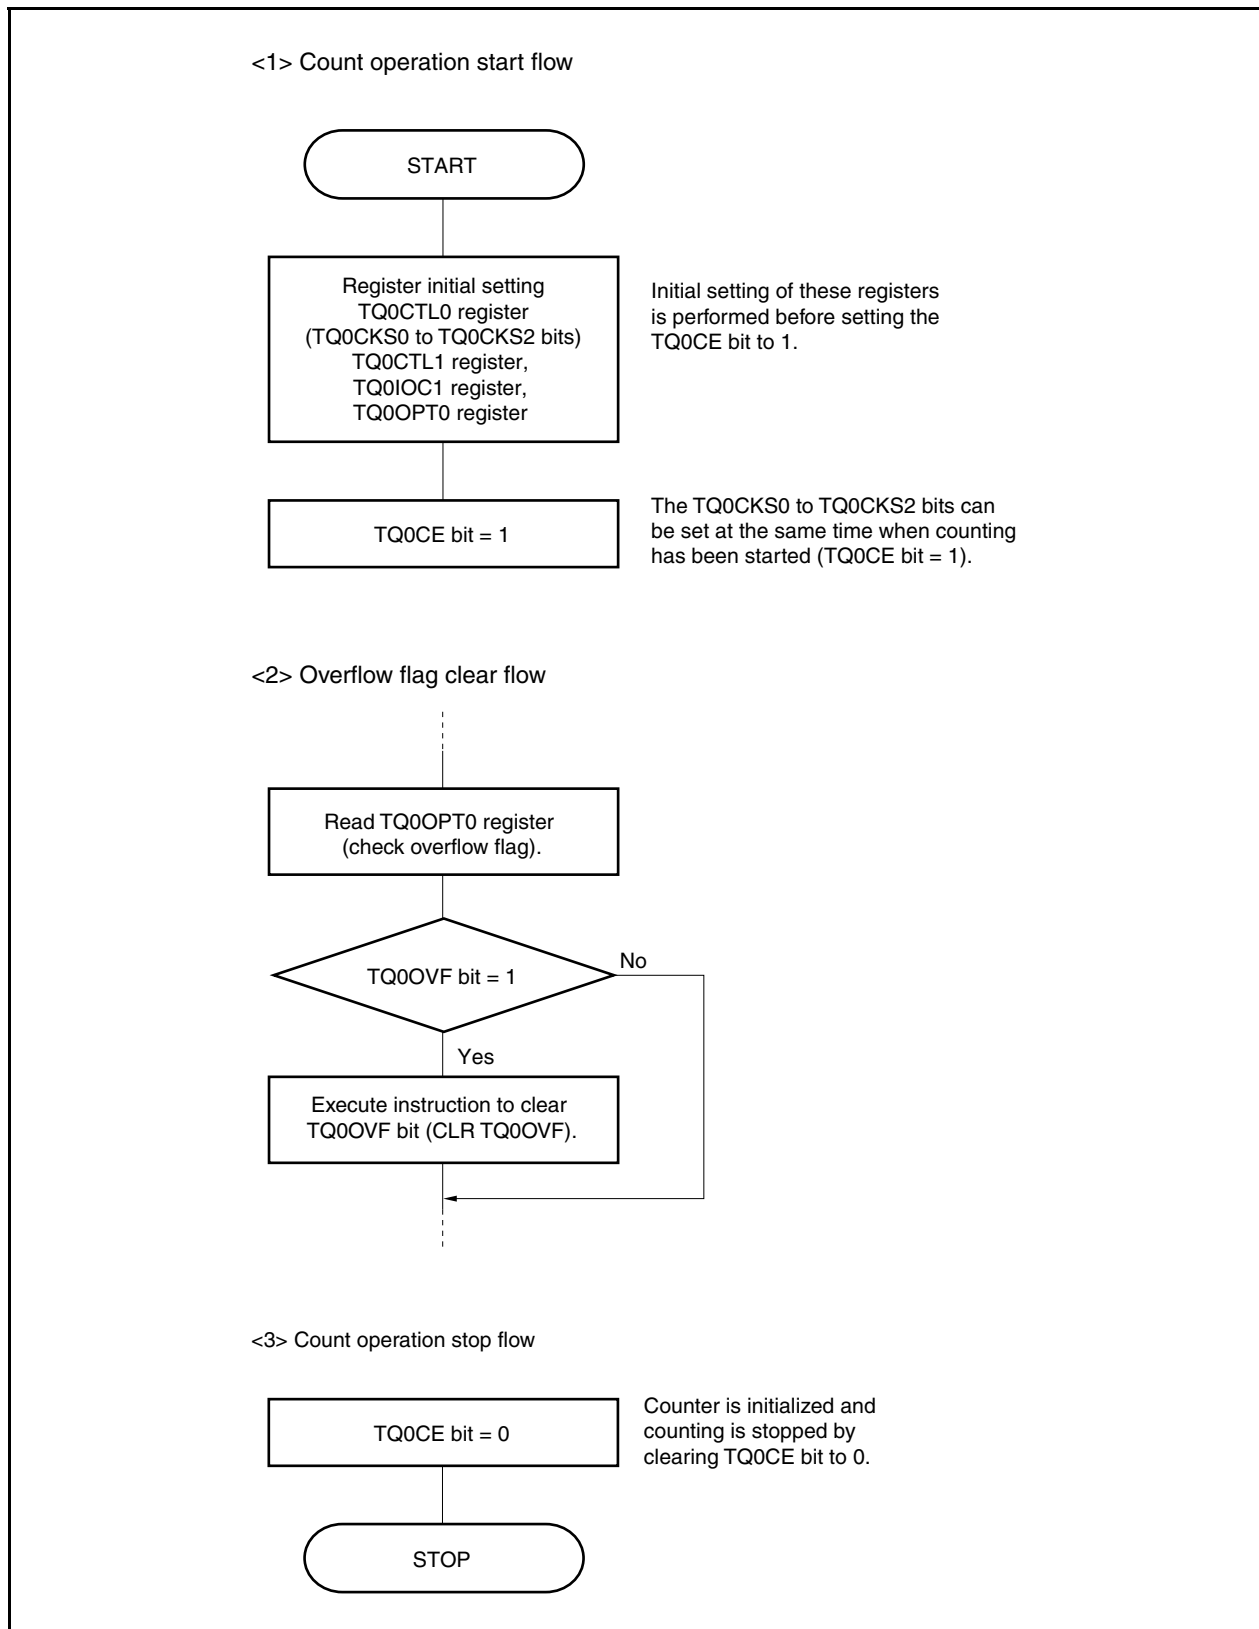 <1> Count operation start flow
START
Register initial setting
TQ0CTL0 register
(TQ0CKS0 to TQ0CKS2 bits)
TQ0CTL1 register,
TQ0IOC1 register,
TQ0OPT0 register
Initial setting of these registers
is performed before setting the
TQ0CE bit to 1.
TQ0CE bit = 1
The TQ0CKS0 to TQ0CKS2 bits can
be set at the same time when counting
has been started (TQ0CE bit = 1).
<2> Overflow flag clear flow
Read TQ0OPT0 register
(check overflow flag).
TQ0OVF bit = 1
No
Yes
Execute instruction to clear
TQ0OVF bit (CLR TQ0OVF).
<3> Count operation stop flow
TQ0CE bit = 0
Counter is initialized and
counting is stopped by
clearing TQ0CE bit to 0.
STOP